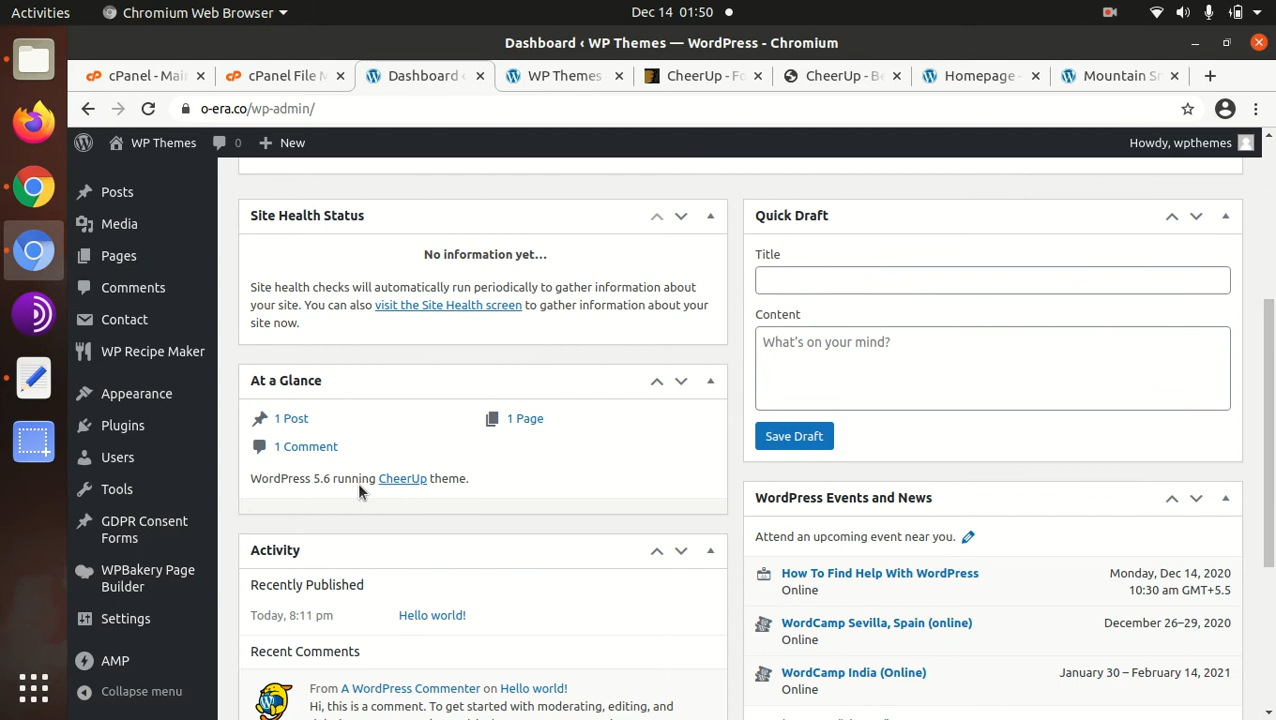 Activities
Chromium Web Browser
Dec 14 01:50
Dashboard ‹ WP Themes — WordPress - Chromium
cPanel - Mai
cPanel File M
Dashboard ‹
WP Themes
CheerUp - Fo
CheerUp - Be
Homepage -
Mountain Sn
o-era.co/wp-admin/
WP Themes
0
New
Howdy, wpthemes
Posts
Media
Pages
Comments
Contact
WP Recipe Maker
Appearance
Plugins
Users
Tools
GDPR Consent
Forms
WPBakery Page
Builder
Settings
AMP
Collapse menu
Site Health Status
No information yet…
Site health checks will automatically run periodically to gather information about
your site. You can also visit the Site Health screen to gather information about your
site now.
At a Glance
1 Post
1 Page
1 Comment
WordPress 5.6 running CheerUp theme.
Activity
Recently Published
Today, 8:11 pm
Hello world!
Recent Comments
From A WordPress Commenter on Hello world!
Hi, this is a comment. To get started with moderating, editing, and
Quick Draft
Title
Content
What's on your mind?
Save Draft
WordPress Events and News
Attend an upcoming event near you.
How To Find Help With WordPress
Online
Monday, Dec 14, 2020
10:30 am GMT+5.5
WordCamp Sevilla, Spain (online)
Online
December 26–29, 2020
WordCamp India (Online)
Online
January 30 – February 14, 2021